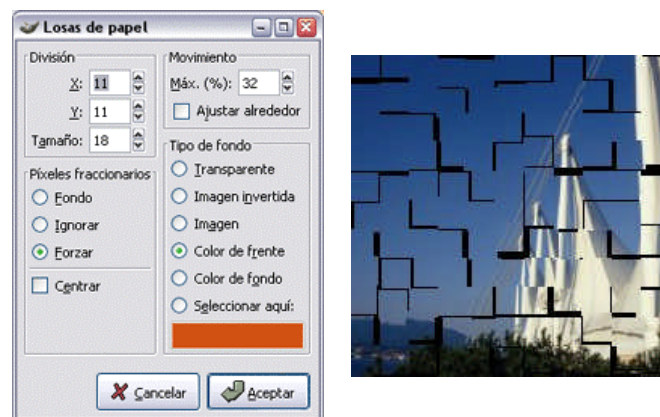 Losas de papel
División
X: 11
Y: 11
Tamaño: 18
Píxeles fraccionarios
Fondo
Ignorar
Forzar
Centrar
Movimiento
Máx. (%): 32
Ajustar alrededor
Tipo de fondo
Transparente
Imagen invertida
Imagen
Color de frente
Color de fondo
Seleccionar aquí:
Cancelar
Aceptar